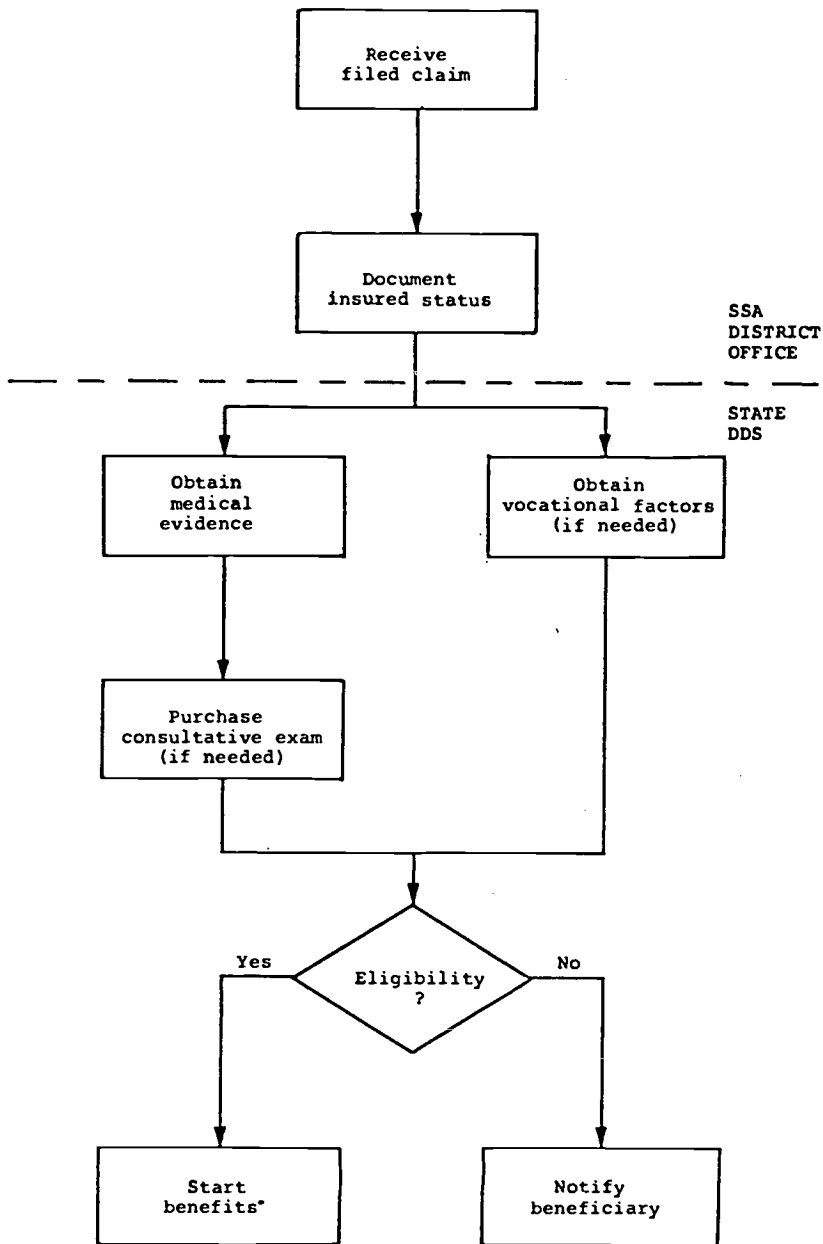 Receive
filed claim
Document
insured status
SSA
DISTRICT
OFFICE
STATE
DDS
Obtain
medical
evidence
Obtain
vocational factors
(if needed)
Purchase
consultative exam
(if needed)
Yes
Eligibility
?
No
Start
benefits
Notify
beneficiary